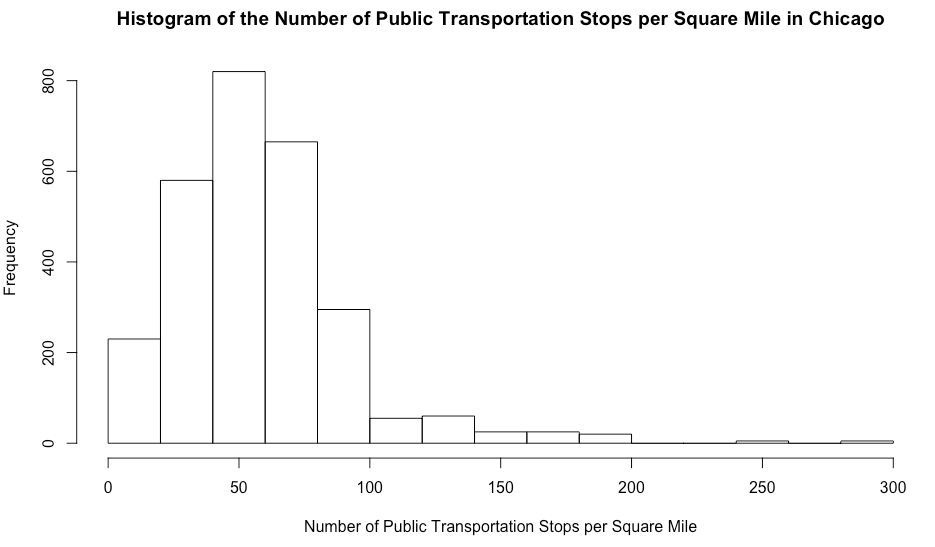 Histogram of the Number of Public Transportation Stops per Square Mile in Chicago
Frequency
800
600
400
200
0
0 50 100 150 200 250 300
Number of Public Transportation Stops per Square Mile